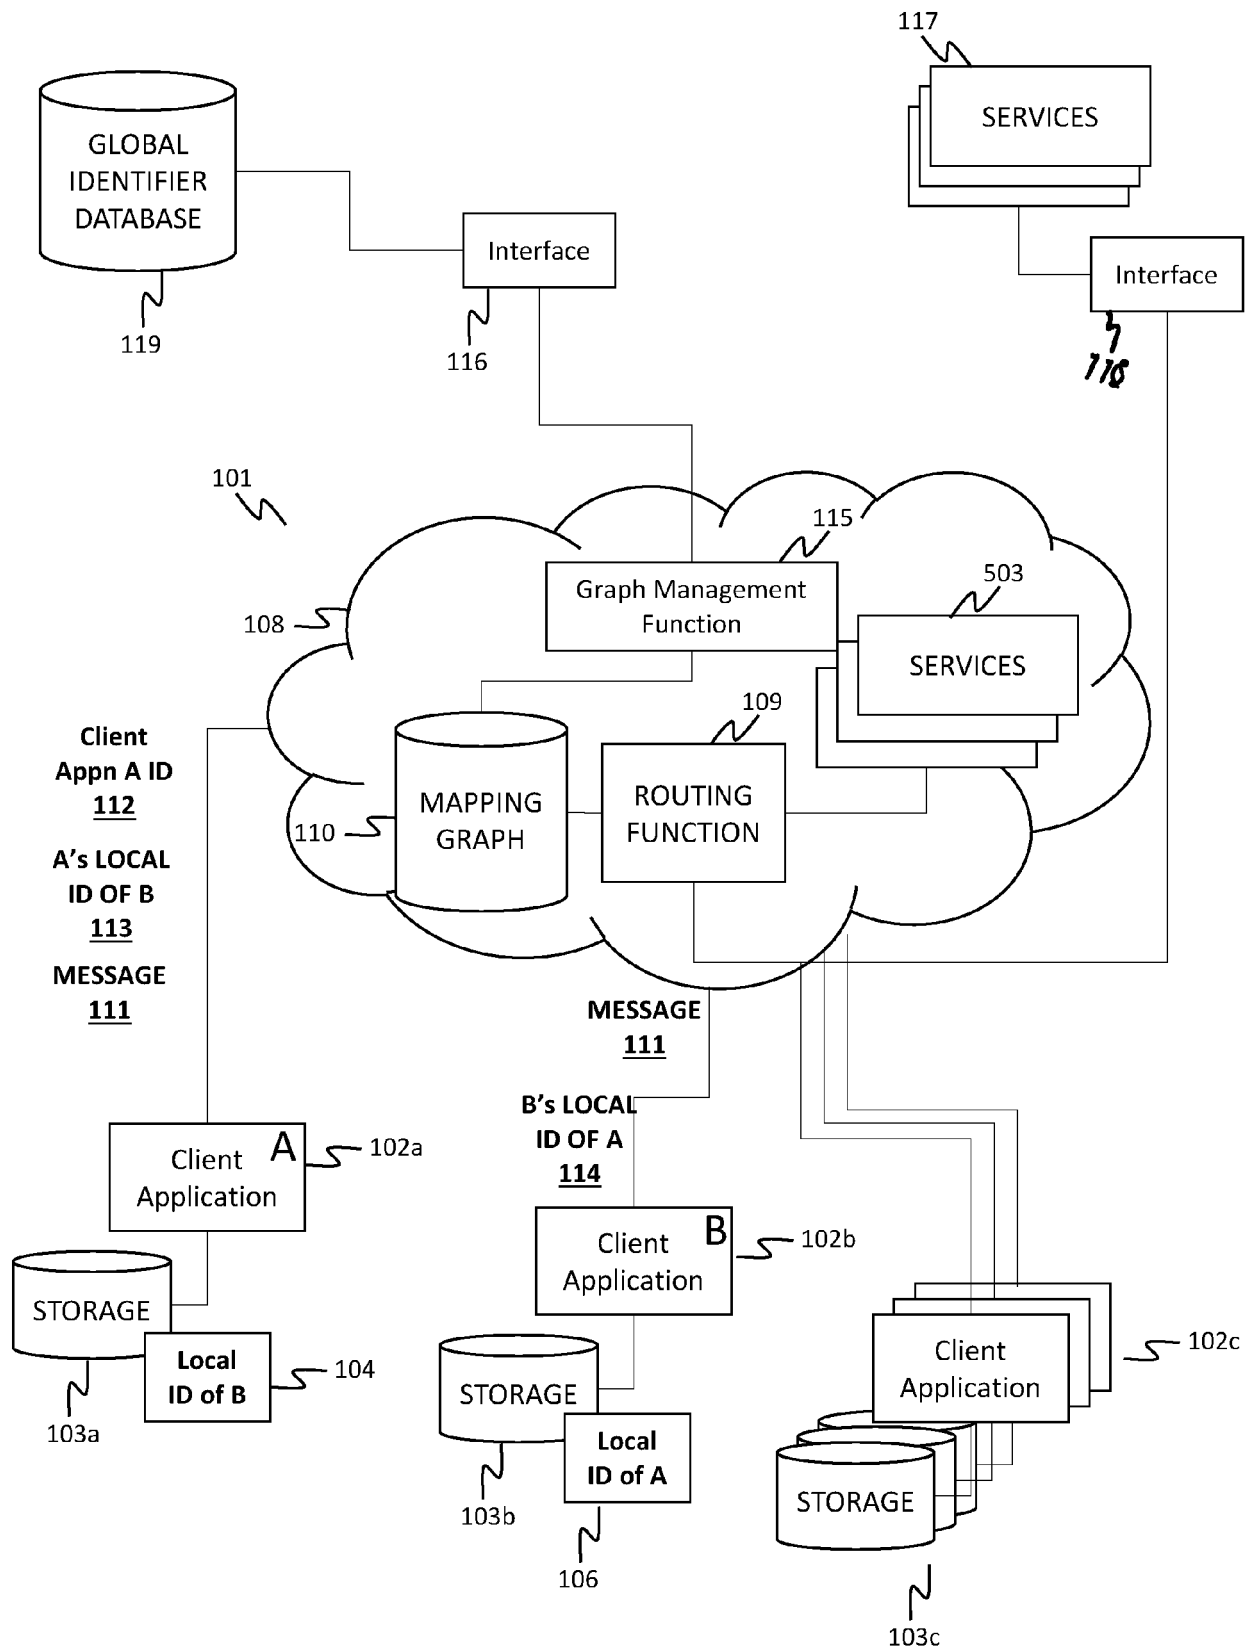 117
SERVICES
GLOBAL
IDENTIFIER
DATABASE
Interface
Interface
119
116
118
101
115
Graph Management
Function
503
SERVICES
108
109
Client
Appn A ID
112
MAPPING
GRAPH
ROUTING
FUNCTION
110
A's LOCAL
ID OF B
113
MESSAGE
111
MESSAGE
111
B's LOCAL
ID OF A
114
A
Client
Application
102a
B
Client
Application
102b
STORAGE
Local
ID of B
104
103a
STORAGE
Local
ID of A
103b
106
Client
Application
102c
STORAGE
103c